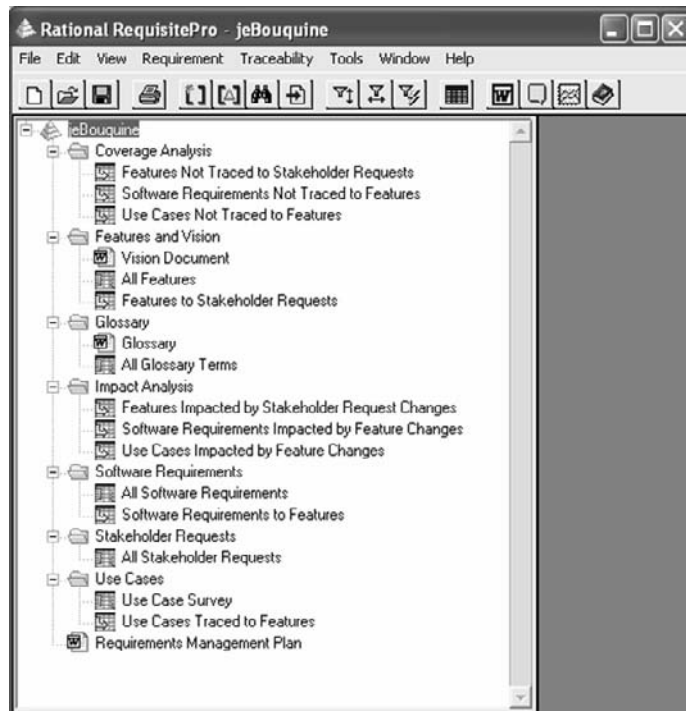 Rational RequisitePro - jeBouquine
File Edit View Requirement Traceability Tools Window Help
jeBouquine
Coverage Analysis
Features Not Traced to Stakeholder Requests
Software Requirements Not Traced to Features
Use Cases Not Traced to Features
Features and Vision
Vision Document
All Features
Features to Stakeholder Requests
Glossary
Glossary
All Glossary Terms
Impact Analysis
Features Impacted by Stakeholder Request Changes
Software Requirements Impacted by Feature Changes
Use Cases Impacted by Feature Changes
Software Requirements
All Software Requirements
Software Requirements to Features
Stakeholder Requests
All Stakeholder Requests
Use Cases
Use Case Survey
Use Cases Traced to Features
Requirements Management Plan